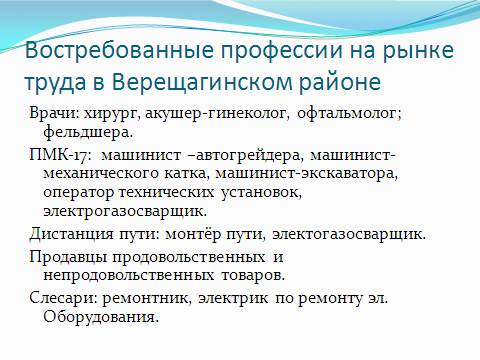 Востребованные профессии на рынке
труда в Верещагинском районе
Врачи: хирург, акушер-гинеколог, офтальмолог;
фельдшера.
ПМК-17: машинист –автогрейдера, машинист-
механического катка, машинист-экскаватора,
оператор технических установок,
электрогазосварщик.
Дистанция пути: монтёр пути, электогазосварщик.
Продавцы продовольственных и
непродовольственных товаров.
Слесари: ремонтник, электрик по ремонту эл.
Оборудования.